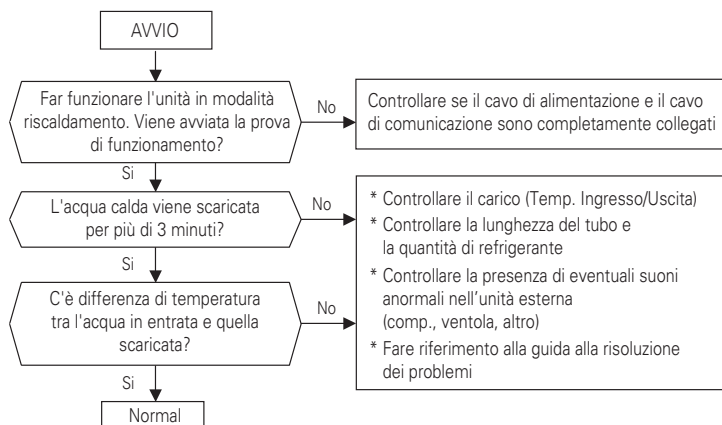 AVVIO
Far funzionare l'unità in modalità
riscaldamento. Viene avviata la prova
di funzionamento?
No
Controllare se il cavo di alimentazione e il cavo
di comunicazione sono completamente collegati
Si
L'acqua calda viene scaricata
per più di 3 minuti?
No
* Controllare il carico (Temp. Ingresso/Uscita)
* Controllare la lunghezza del tubo e
la quantità di refrigerante
* Controllare la presenza di eventuali suoni
anormali nell'unità esterna
(comp., ventola, altro)
* Fare riferimento alla guida alla risoluzione
dei problemi
Si
C'è differenza di temperatura
tra l'acqua in entrata e quella
scaricata?
No
Si
Normal